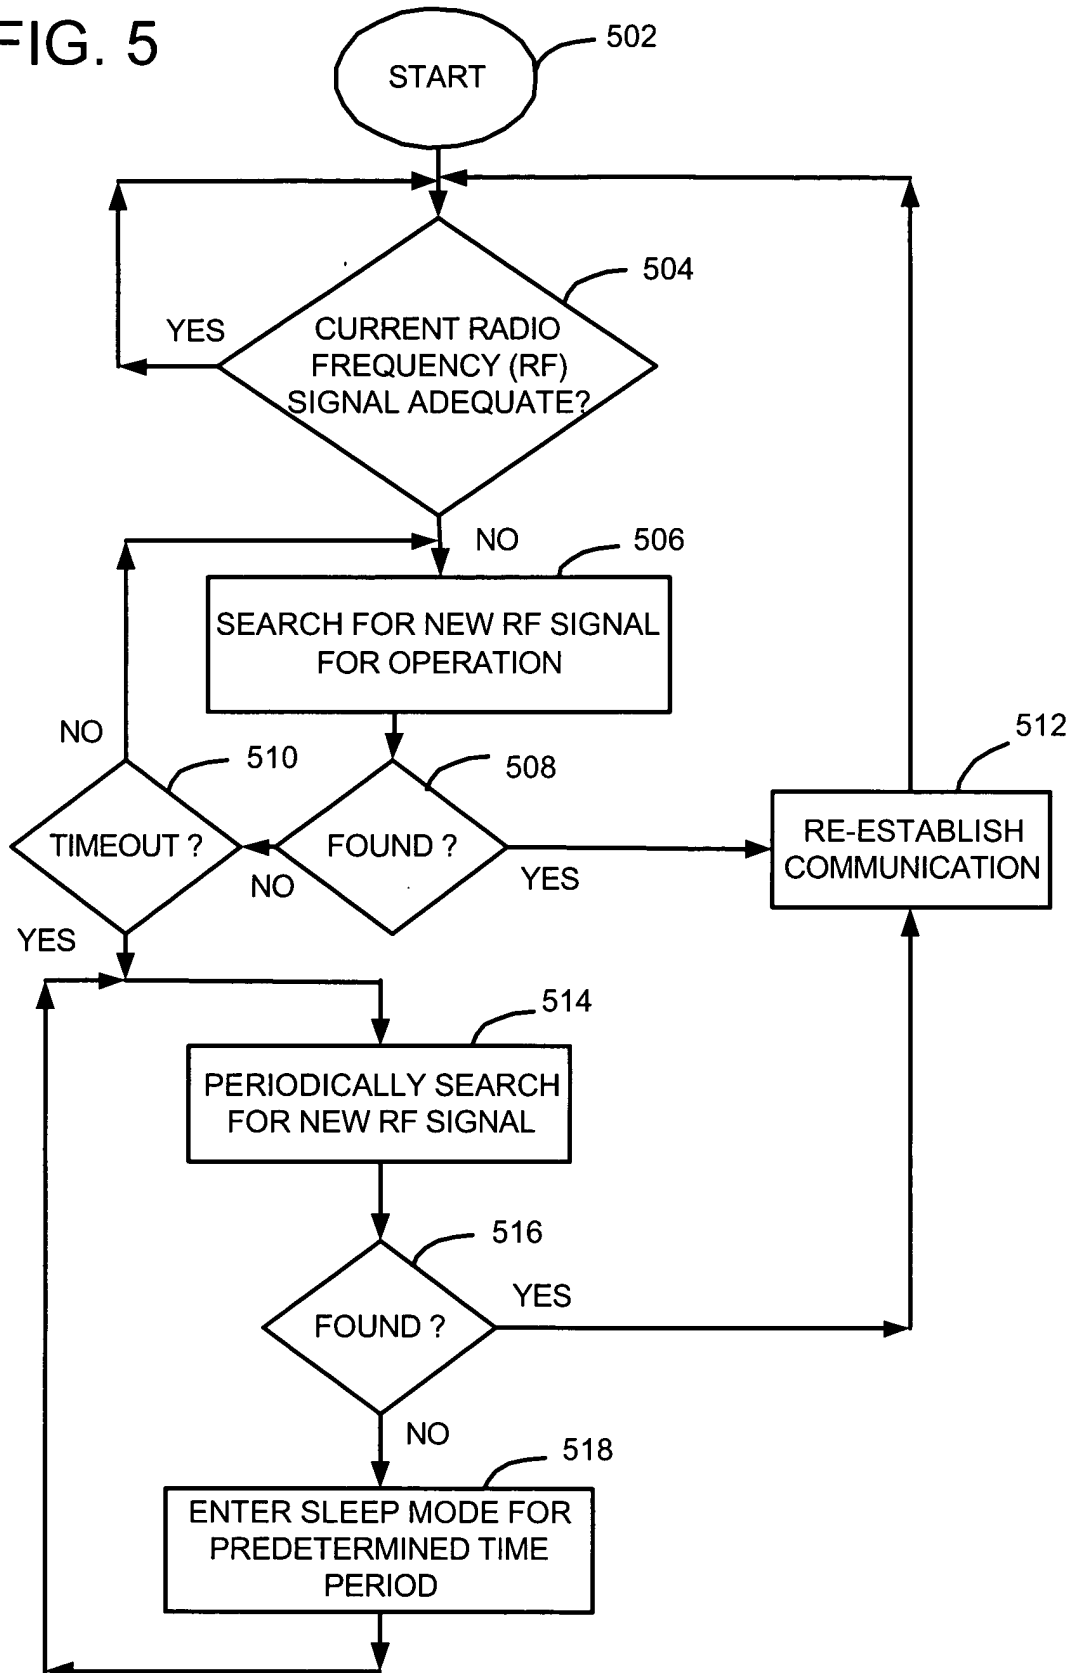 FIG. 5
START
502
504
YES
CURRENT RADIO
FREQUENCY (RF)
SIGNAL ADEQUATE?
NO
506
SEARCH FOR NEW RF SIGNAL
FOR OPERATION
NO
510
508
512
TIMEOUT ?
NO
FOUND ?
YES
RE-ESTABLISH
COMMUNICATION
YES
514
PERIODICALLY SEARCH
FOR NEW RF SIGNAL
516
YES
FOUND ?
NO
518
ENTER SLEEP MODE FOR
PREDETERMINED TIME
PERIOD